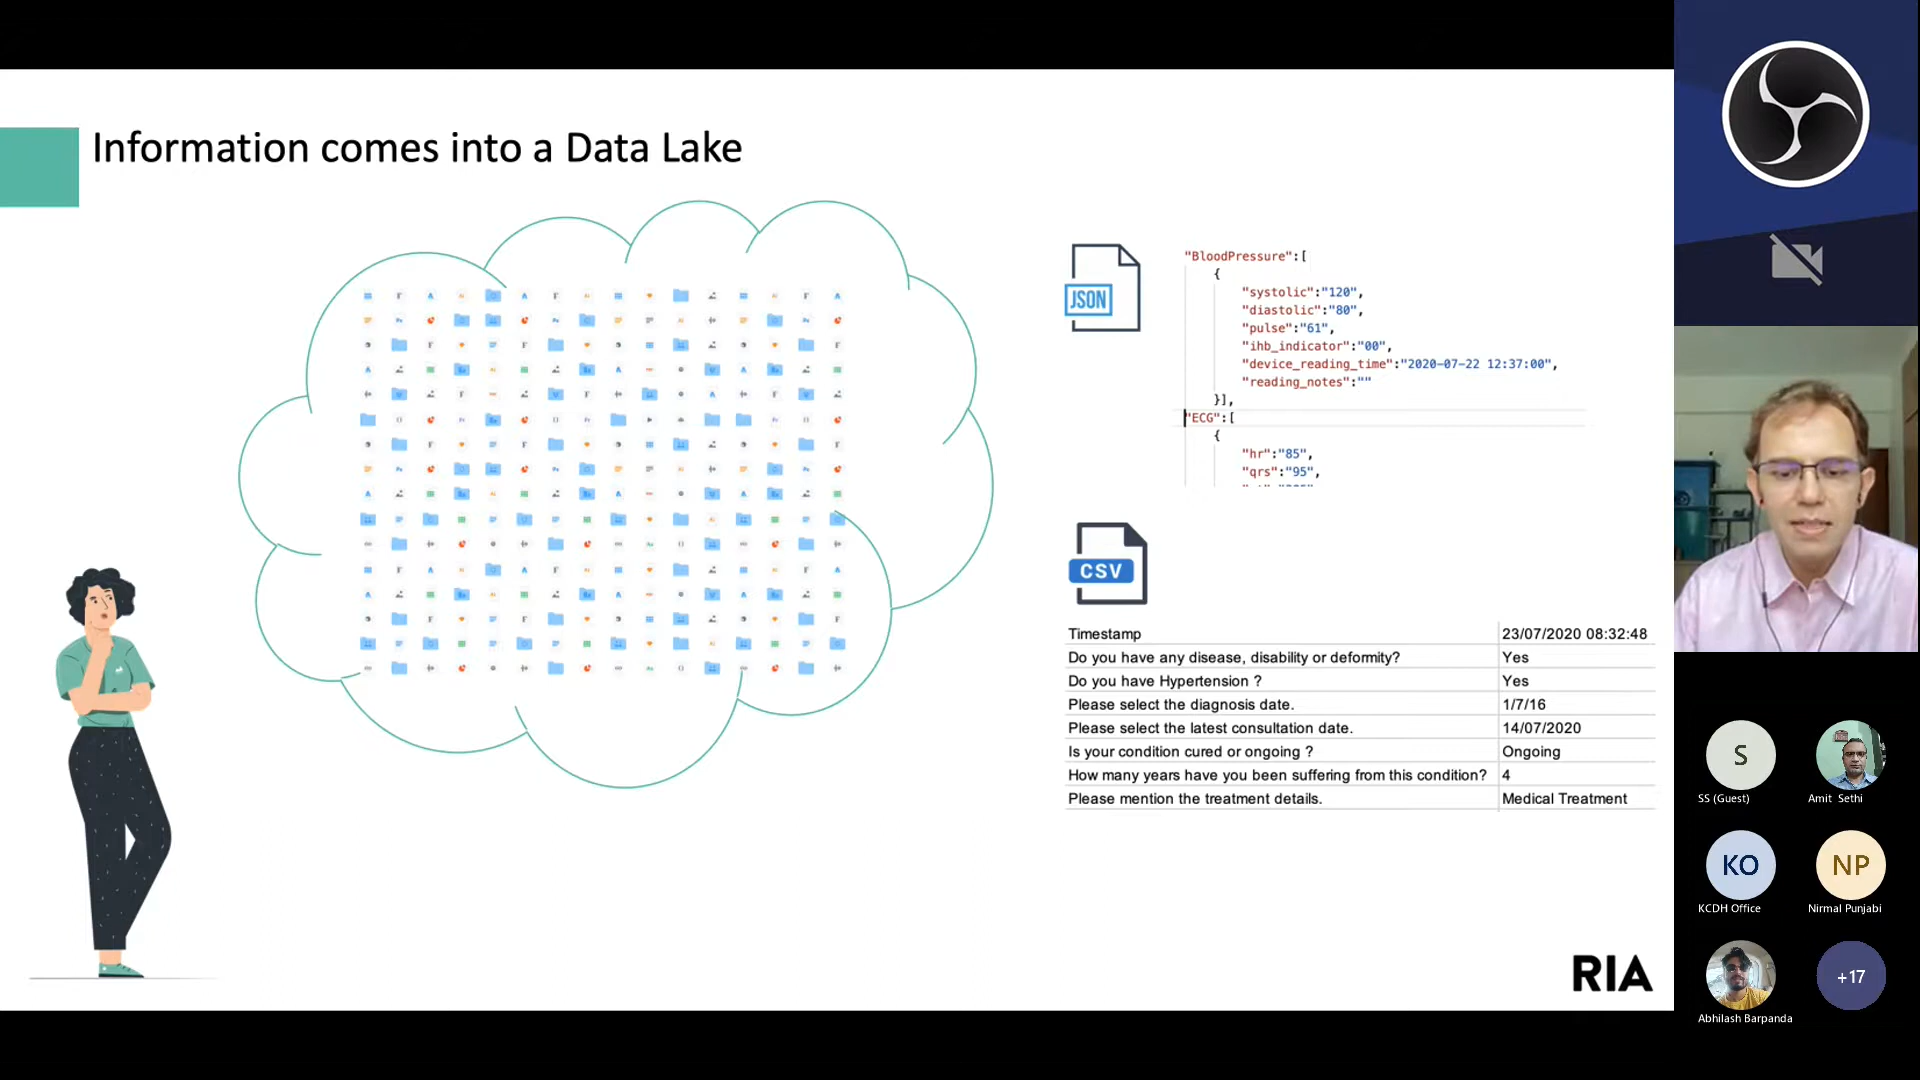 Information comes into a Data Lake
JSON
"BloodPressure":[
{
"systolic":"120",
"diastolic":"80",
"pulse":"61",
"ihb_indicator":"00",
"device_reading_time":"2020-07-22 12:37:00",
"reading_notes":""
}],
"ECG":[
{
"hr":"85",
"qrs":"95",
CSV
Timestamp 23/07/2020 08:32:48
Do you have any disease, disability or deformity? Yes
Do you have Hypertension ? Yes
Please select the diagnosis date. 1/7/16
Please select the latest consultation date. 14/07/2020
Is your condition cured or ongoing ? Ongoing
How many years have you been suffering from this condition? 4
Please mention the treatment details. Medical Treatment
RIA
S
SS (Guest)
Amit Sethi
KO
KCDH Office
NP
Nirmal Punjabi
Abhilash Barpanda
+17